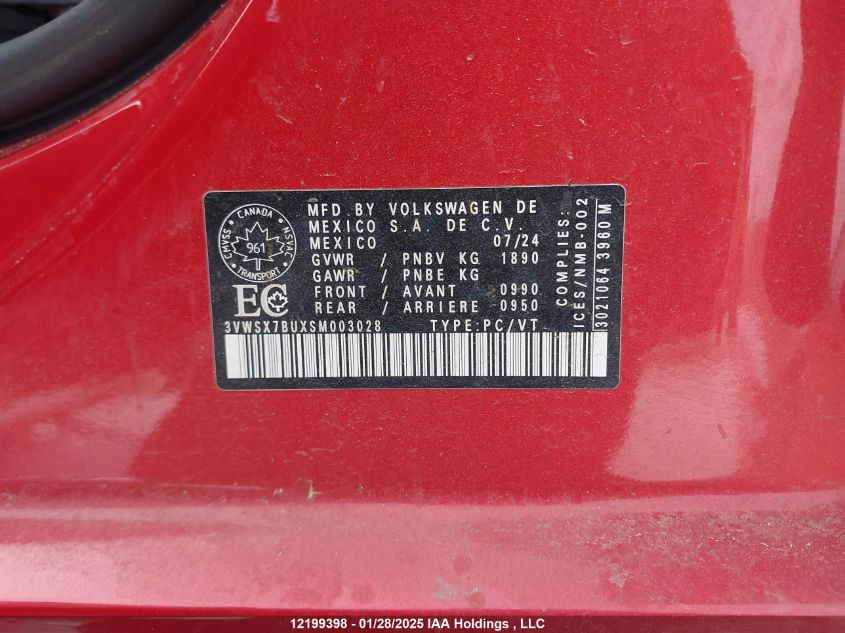 CANADA
CMVSS
NSVAC
961
TRANSPORT
EC
MFD. BY VOLKSWAGEN DE
MEXICO S.A. DE C.V.
MEXICO 07/24
GVWR / PNBV KG 1890
GAWR / PNBE KG
FRONT / AVANT 0990
REAR / ARRIERE 0950
3VWSX7BUXSM003028 TYPE:PC/VT
COMPLIES:
ICES/NMB-002
3021064 3960 M
12199398 - 01/28/2025 IAA Holdings , LLC